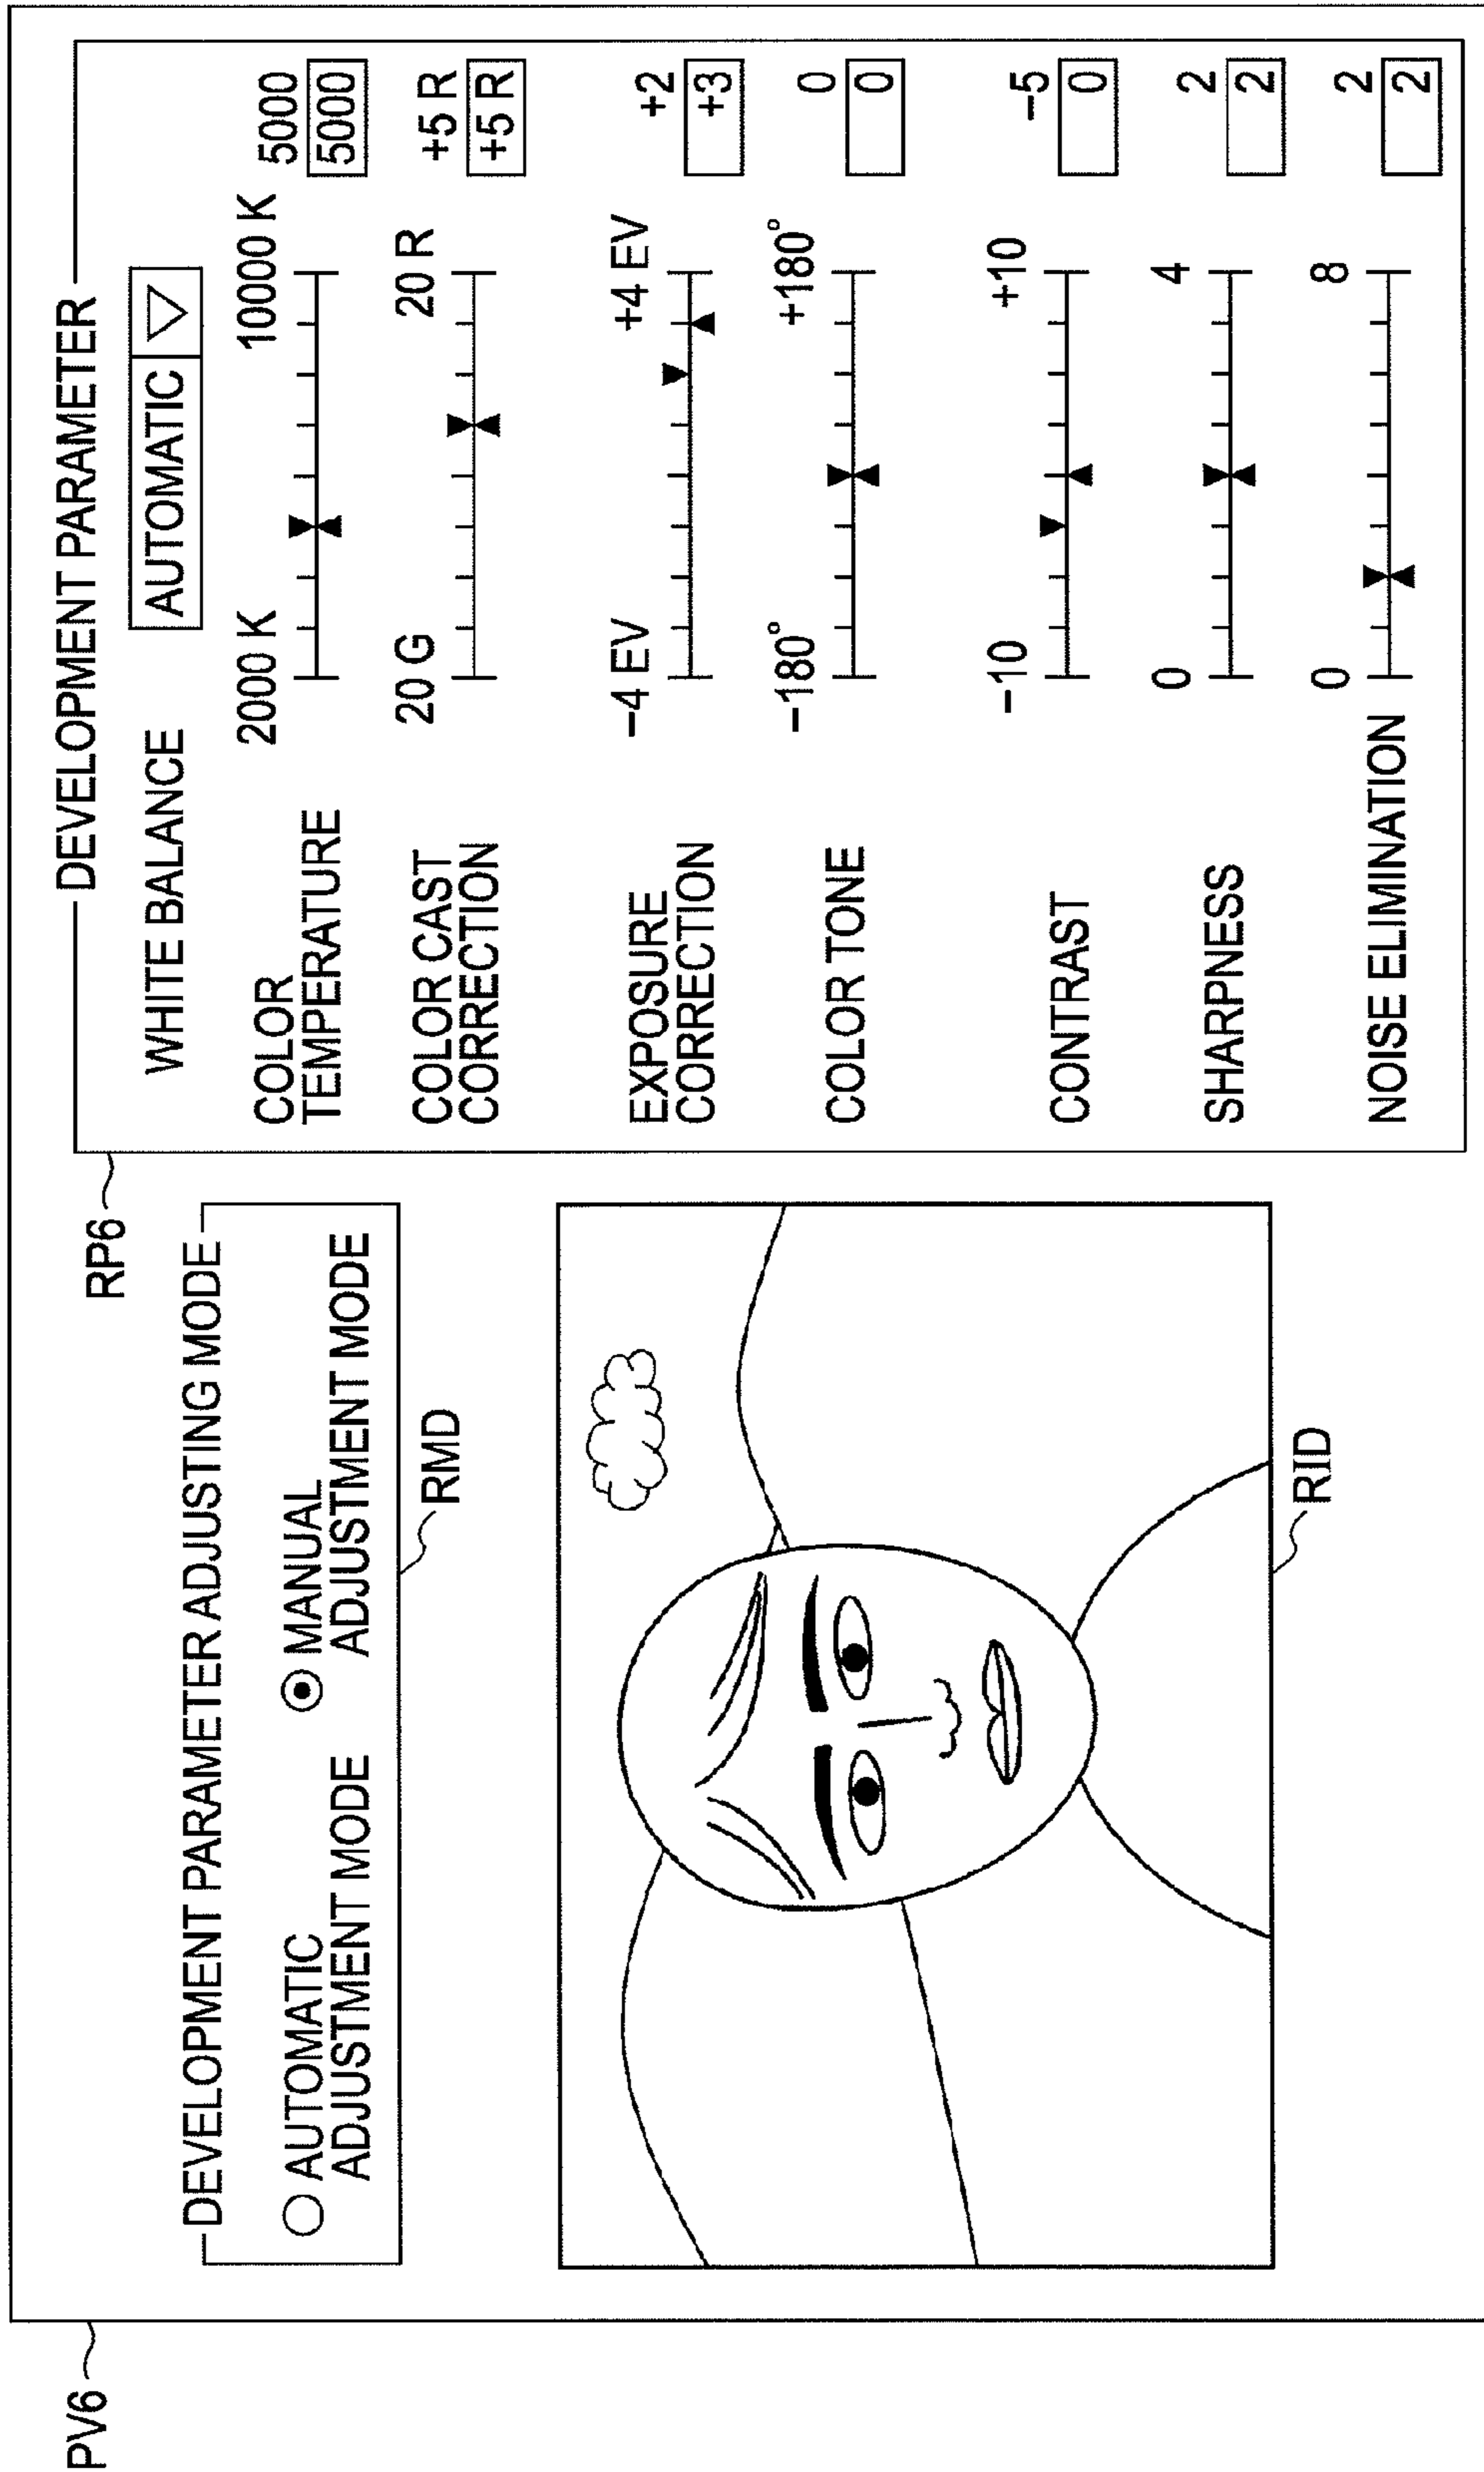 PV6
RP6
DEVELOPMENT PARAMETER ADJUSTING MODE
AUTOMATIC
ADJUSTMENT MODE
MANUAL
ADJUSTMENT MODE
RMD
RID
DEVELOPMENT PARAMETER
WHITE BALANCE
AUTOMATIC
COLOR
TEMPERATURE
2000 K
10000 K
5000
5000
COLOR CAST
CORRECTION
20 G
20 R
+5 R
+5 R
EXPOSURE
CORRECTION
−4 EV
+4 EV
+2
+3
COLOR TONE
−180°
+180°
0
0
CONTRAST
−10
+10
−5
0
SHARPNESS
0
4
2
2
NOISE ELIMINATION
0
8
2
2